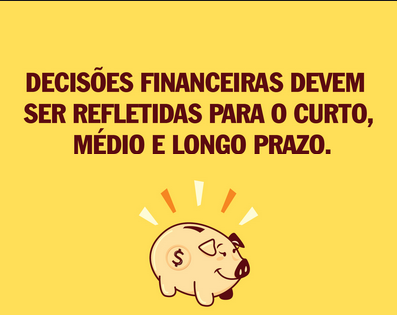 DECISÕES FINANCEIRAS DEVEM
SER REFLETIDAS PARA O CURTO,
MÉDIO E LONGO PRAZO.
$